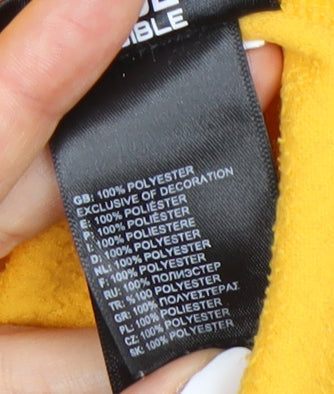 DIBLE
GB: 100% POLYESTER
EXCLUSIVE OF DECORATION
E: 100% POLIÉSTER
P: 100% POLIÉSTER
I: 100% POLIESTERE
D: 100% POLYESTER
NL: 100% POLYESTER
F: 100% POLYESTER
RU: 100% ПОЛИЭСТЕР
TR: %100 POLYESTER
GR: 100% ΠΟΛΥΕΣΤΕΡΑΣ
PL: 100% POLIESTER
CZ: 100% POLYESTER
SK: 100% POLYESTER